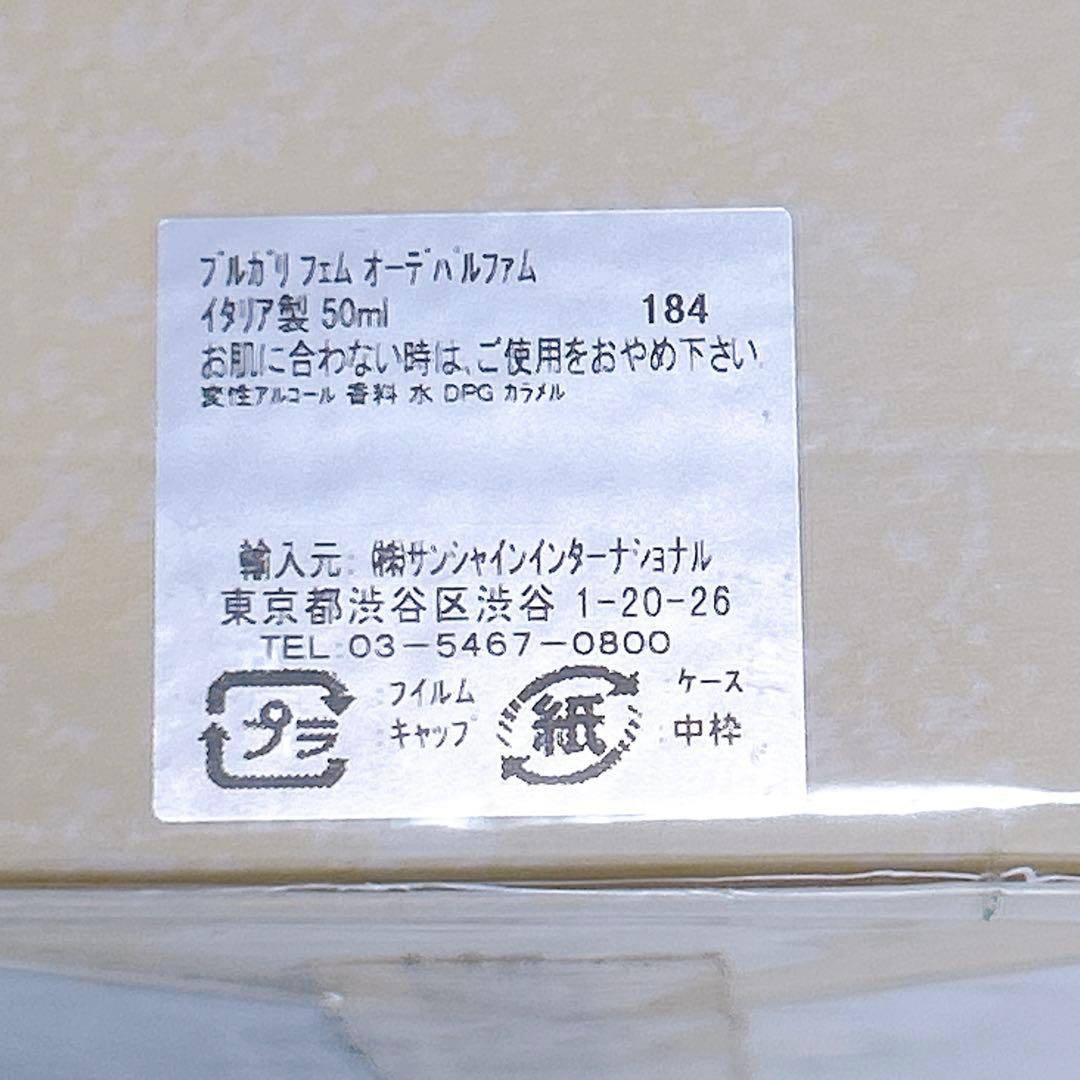 ブルガリ フェム オーデパルファム
イタリア製 50ml 184
お肌に合わない時は、ご使用をおやめ下さい
変性アルコール 香料 水 DPG カラメル
輸入元: ㈱サンシャインインターナショナル
東京都渋谷区渋谷 1-20-26
TEL:03-5467-0800
プラ :フイルム 紙 :ケース
:キャップ :中枠